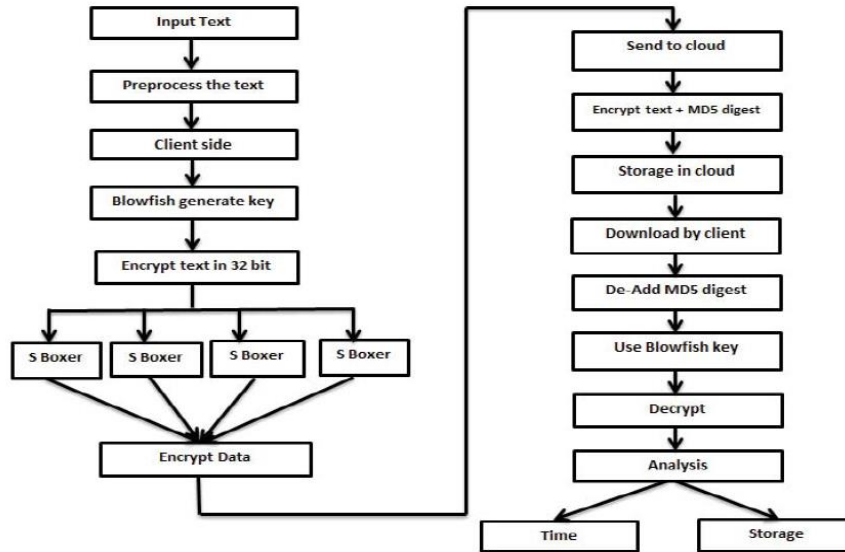 Input Text
Preprocess the text
Client side
Blowfish generate key
Encrypt text in 32 bit
S Boxer
S Boxer
S Boxer
S Boxer
Encrypt Data
Send to cloud
Encrypt text + MD5 digest
Storage in cloud
Download by client
De-Add MD5 digest
Use Blowfish key
Decrypt
Analysis
Time
Storage